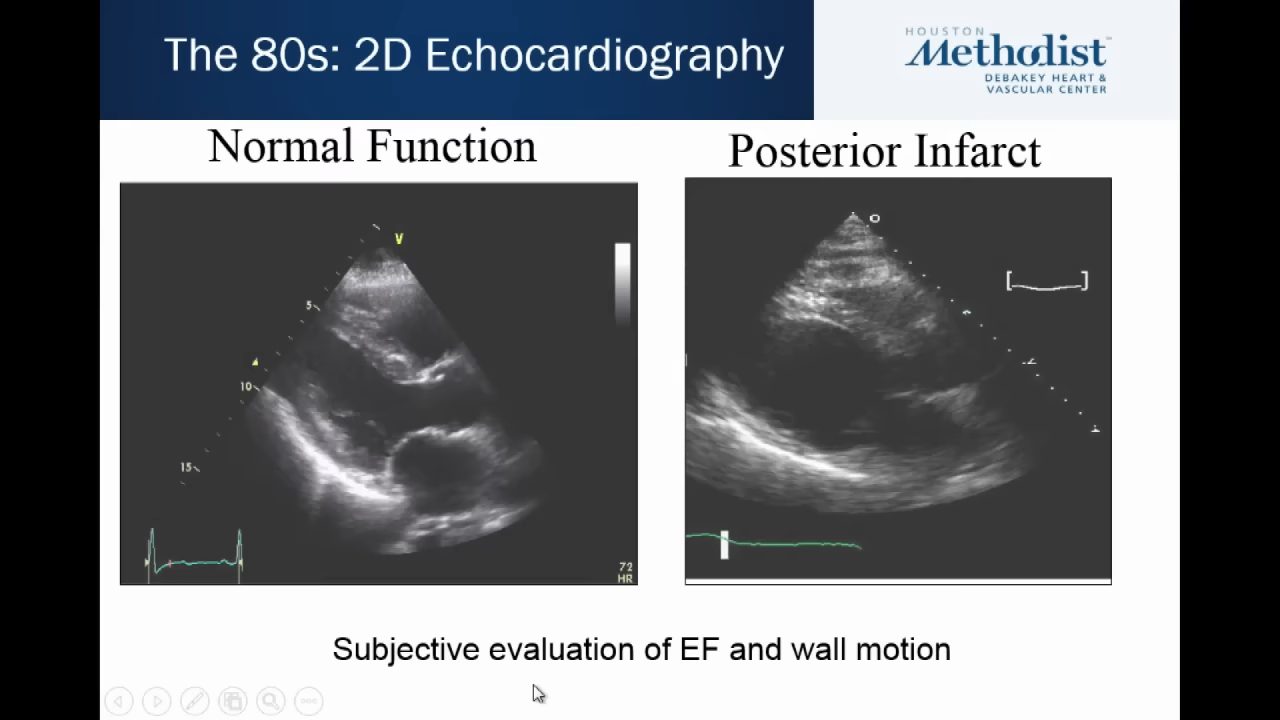 The 80s: 2D Echocardiography
HOUSTON
Methodist
DEBAKEY HEART &
VASCULAR CENTER
Normal Function
Posterior Infarct
V
5
10
15
72
HR
Subjective evaluation of EF and wall motion